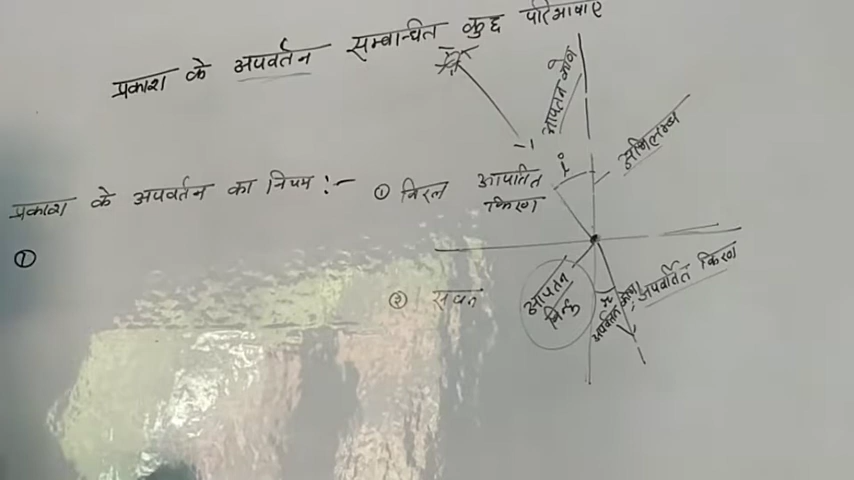 प्रकाश के अपवर्तन सम्बन्धित कुछ परिभाषाए
आपतन कोण
अभिलम्ब
i
प्रकाश के अपवर्तन का नियम :-
① विरल
आपतित किरण
①
② सघन
आपतन बिन्दु
r
अपवर्तन कोण
अपवर्तित किरण